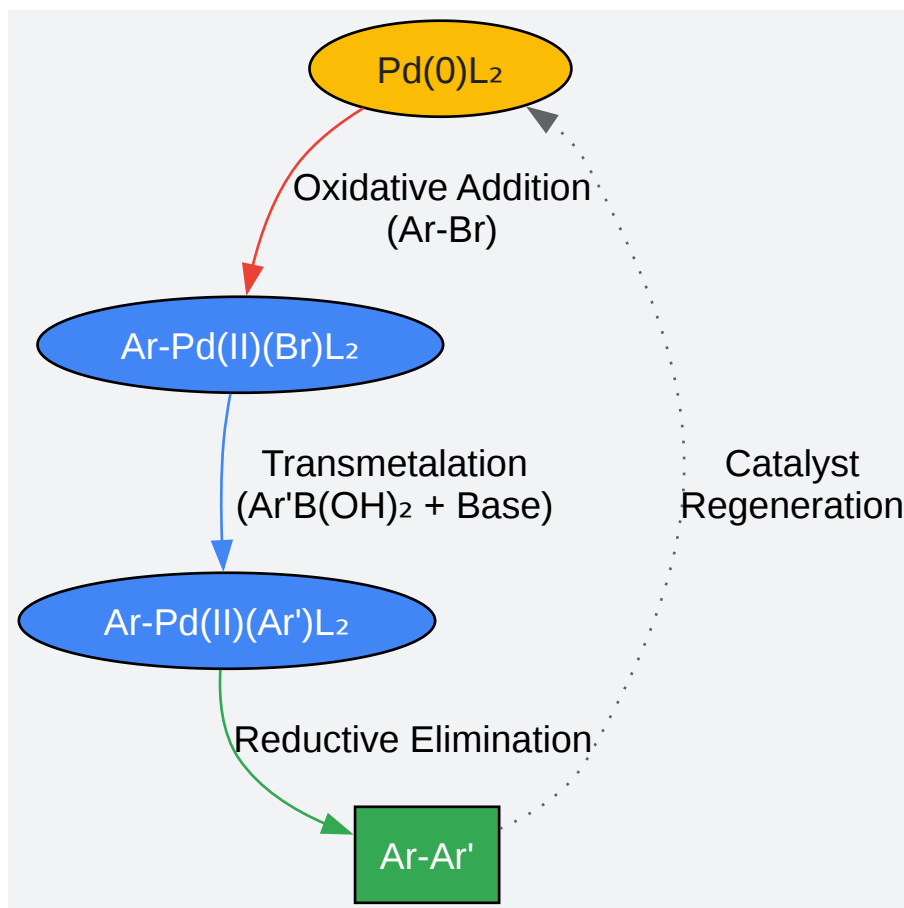 Pd(0)L₂
Oxidative Addition
(Ar-Br)
Ar-Pd(II)(Br)L₂
Transmetalation
(Ar'B(OH)₂ + Base)
Catalyst
Regeneration
Ar-Pd(II)(Ar')L₂
Reductive Elimination
Ar-Ar'